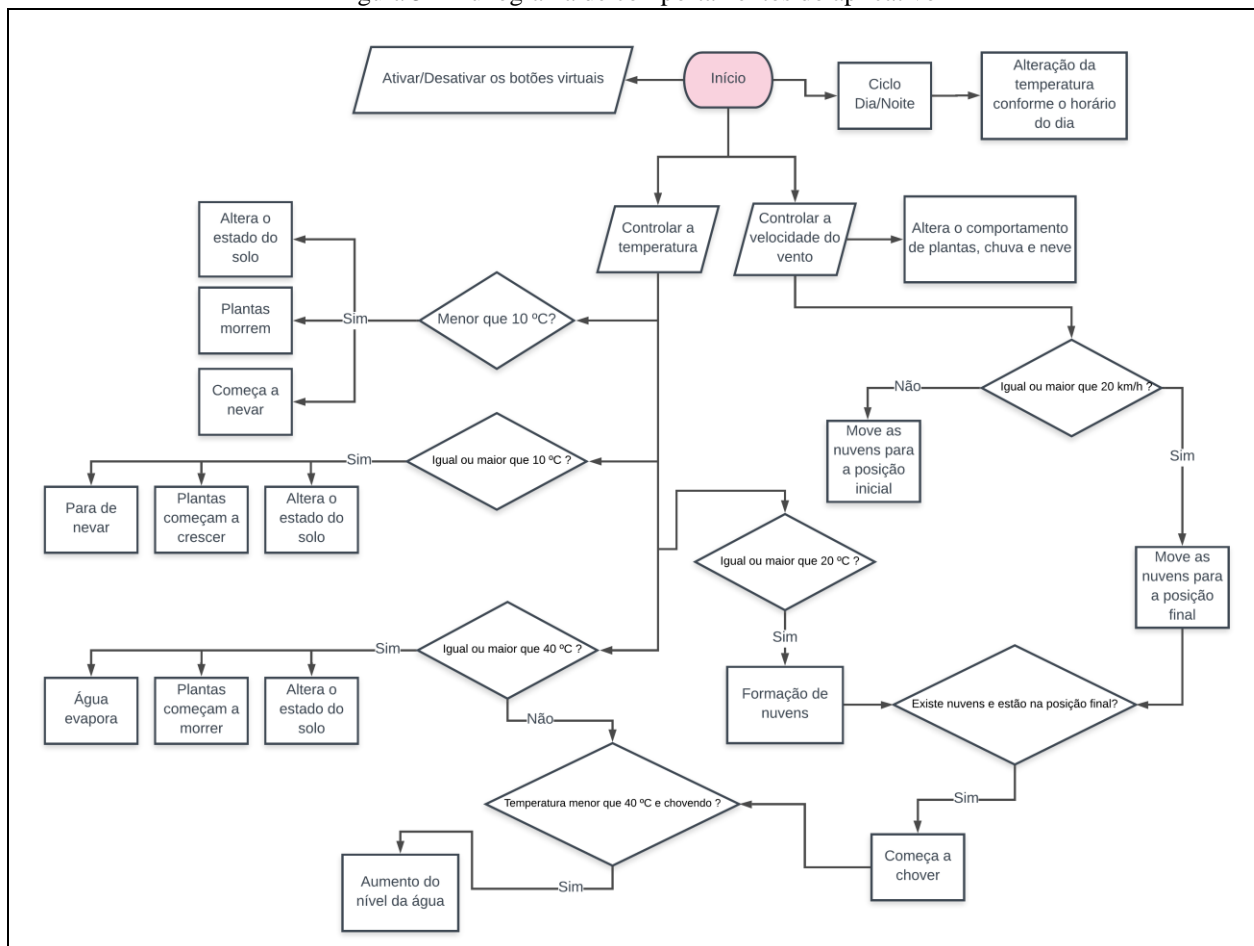 Ativar/Desativar os botões virtuais
Início
Ciclo
Dia/Noite
Alteração da
temperatura
conforme o horário
do dia
Controlar a
temperatura
Controlar a
velocidade do
vento
Altera o comportamento
de plantas, chuva e neve
Altera o
estado do
solo
Plantas
morrem
Começa a
nevar
Sim
Menor que 10 ºC?
Igual ou maior que 20 km/h ?
Não
Move as
nuvens para
a posição
inicial
Sim
Move as
nuvens para
a posição
final
Igual ou maior que 10 ºC ?
Sim
Para de
nevar
Plantas
começam a
crescer
Altera o
estado do
solo
Igual ou maior que 20 ºC ?
Sim
Formação de
nuvens
Existe nuvens e estão na posição final?
Igual ou maior que 40 ºC ?
Sim
Água
evapora
Plantas
começam a
morrer
Altera o
estado do
solo
Não
Temperatura menor que 40 ºC e chovendo ?
Sim
Começa a
chover
Sim
Aumento do
nível da água